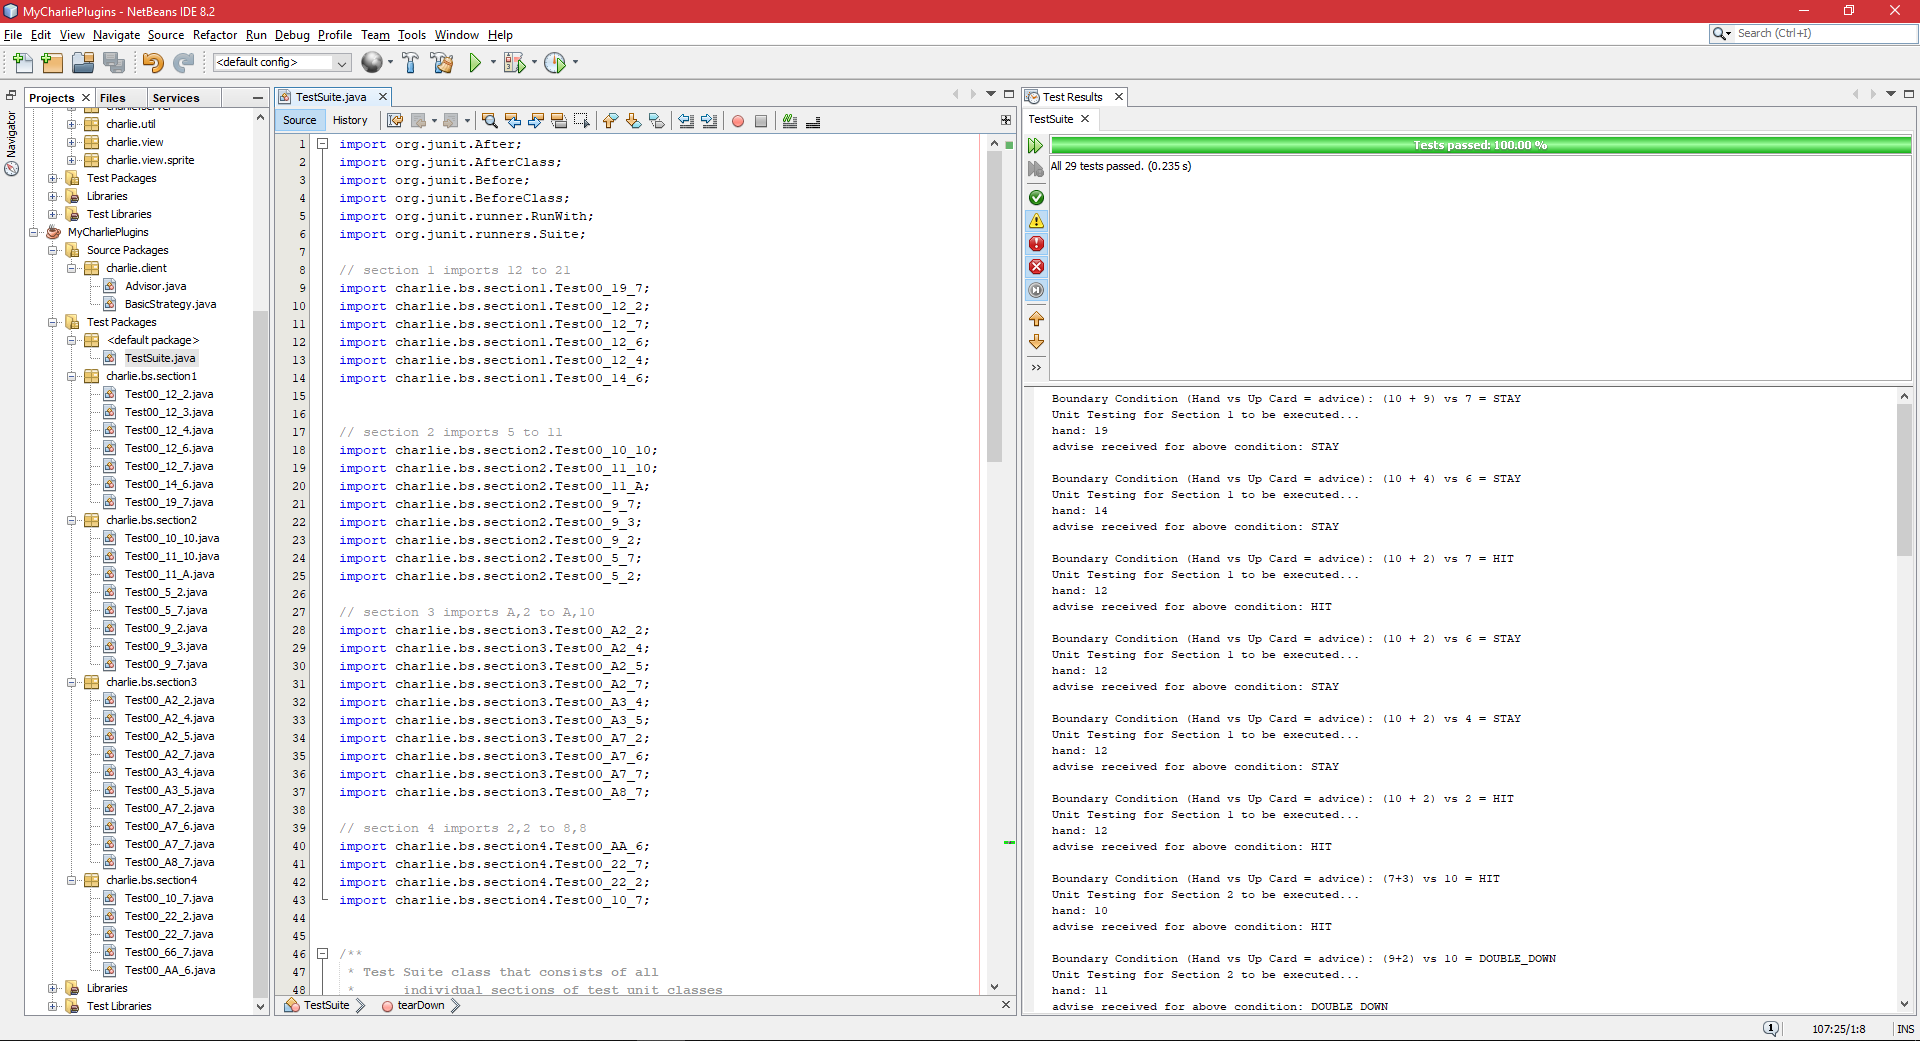 MyCharliePlugins - NetBeans IDE 8.2
File Edit View Navigate Source Refactor Run Debug Profile Team Tools Window Help
Search (Ctrl+I)
<default config>
Navigator
Projects Files Services
charlie.server
charlie.util
charlie.view
charlie.view.sprite
Test Packages
Libraries
Test Libraries
MyCharliePlugins
Source Packages
charlie.client
Advisor.java
BasicStrategy.java
Test Packages
<default package>
TestSuite.java
charlie.bs.section1
Test00_12_2.java
Test00_12_3.java
Test00_12_4.java
Test00_12_6.java
Test00_12_7.java
Test00_14_6.java
Test00_19_7.java
charlie.bs.section2
Test00_10_10.java
Test00_11_10.java
Test00_11_A.java
Test00_5_2.java
Test00_5_7.java
Test00_9_2.java
Test00_9_3.java
Test00_9_7.java
charlie.bs.section3
Test00_A2_2.java
Test00_A2_4.java
Test00_A2_5.java
Test00_A2_7.java
Test00_A3_4.java
Test00_A3_5.java
Test00_A7_2.java
Test00_A7_6.java
Test00_A7_7.java
Test00_A8_7.java
charlie.bs.section4
Test00_10_7.java
Test00_22_2.java
Test00_22_7.java
Test00_66_7.java
Test00_AA_6.java
Libraries
Test Libraries
TestSuite.java
Source History
1 import org.junit.After;
2 import org.junit.AfterClass;
3 import org.junit.Before;
4 import org.junit.BeforeClass;
5 import org.junit.runner.RunWith;
6 import org.junit.runners.Suite;
7
8 // section 1 imports 12 to 21
9 import charlie.bs.section1.Test00_19_7;
10 import charlie.bs.section1.Test00_12_2;
11 import charlie.bs.section1.Test00_12_7;
12 import charlie.bs.section1.Test00_12_6;
13 import charlie.bs.section1.Test00_12_4;
14 import charlie.bs.section1.Test00_14_6;
15
16
17 // section 2 imports 5 to 11
18 import charlie.bs.section2.Test00_10_10;
19 import charlie.bs.section2.Test00_11_10;
20 import charlie.bs.section2.Test00_11_A;
21 import charlie.bs.section2.Test00_9_7;
22 import charlie.bs.section2.Test00_9_3;
23 import charlie.bs.section2.Test00_9_2;
24 import charlie.bs.section2.Test00_5_7;
25 import charlie.bs.section2.Test00_5_2;
26
27 // section 3 imports A,2 to A,10
28 import charlie.bs.section3.Test00_A2_2;
29 import charlie.bs.section3.Test00_A2_4;
30 import charlie.bs.section3.Test00_A2_5;
31 import charlie.bs.section3.Test00_A2_7;
32 import charlie.bs.section3.Test00_A3_4;
33 import charlie.bs.section3.Test00_A3_5;
34 import charlie.bs.section3.Test00_A7_2;
35 import charlie.bs.section3.Test00_A7_6;
36 import charlie.bs.section3.Test00_A7_7;
37 import charlie.bs.section3.Test00_A8_7;
38
39 // section 4 imports 2,2 to 8,8
40 import charlie.bs.section4.Test00_AA_6;
41 import charlie.bs.section4.Test00_22_7;
42 import charlie.bs.section4.Test00_22_2;
43 import charlie.bs.section4.Test00_10_7;
44
45
46 /**
47 * Test Suite class that consists of all
48 * individual sections of test unit classes
TestSuite tearDown
Test Results
TestSuite
Tests passed: 100.00 %
All 29 tests passed. (0.235 s)
Boundary Condition (Hand vs Up Card = advice): (10 + 9) vs 7 = STAY
Unit Testing for Section 1 to be executed...
hand: 19
advise received for above condition: STAY
Boundary Condition (Hand vs Up Card = advice): (10 + 4) vs 6 = STAY
Unit Testing for Section 1 to be executed...
hand: 14
advise received for above condition: STAY
Boundary Condition (Hand vs Up Card = advice): (10 + 2) vs 7 = HIT
Unit Testing for Section 1 to be executed...
hand: 12
advise received for above condition: HIT
Boundary Condition (Hand vs Up Card = advice): (10 + 2) vs 6 = STAY
Unit Testing for Section 1 to be executed...
hand: 12
advise received for above condition: STAY
Boundary Condition (Hand vs Up Card = advice): (10 + 2) vs 4 = STAY
Unit Testing for Section 1 to be executed...
hand: 12
advise received for above condition: STAY
Boundary Condition (Hand vs Up Card = advice): (10 + 2) vs 2 = HIT
Unit Testing for Section 1 to be executed...
hand: 12
advise received for above condition: HIT
Boundary Condition (Hand vs Up Card = advice): (7+3) vs 10 = HIT
Unit Testing for Section 2 to be executed...
hand: 10
advise received for above condition: HIT
Boundary Condition (Hand vs Up Card = advice): (9+2) vs 10 = DOUBLE_DOWN
Unit Testing for Section 2 to be executed...
hand: 11
advise received for above condition: DOUBLE_DOWN
1 107:25/1:8 INS